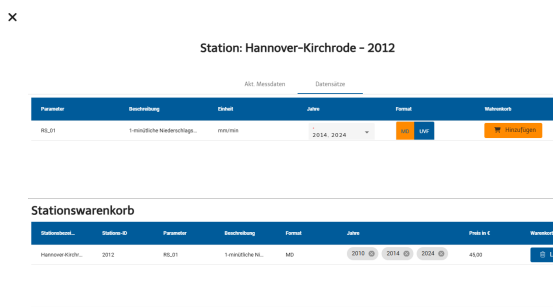 Station: Hannover-Kirchrode - 2012
Akt. Messdaten Datensätze
Parameter Beschreibung Einheit Jahre Format Warenkorb
RS_01 1-minütliche Niederschlags... mm/min 2014, 2024 MD UVF Hinzufügen
Stationswarenkorb
Stationsbezei... Stations-ID Parameter Beschreibung Format Jahre Preis in € Warenkorb
Hannover-Kirchr... 2012 RS_01 1-minütliche Ni... MD 2010 2014 2024 45,00